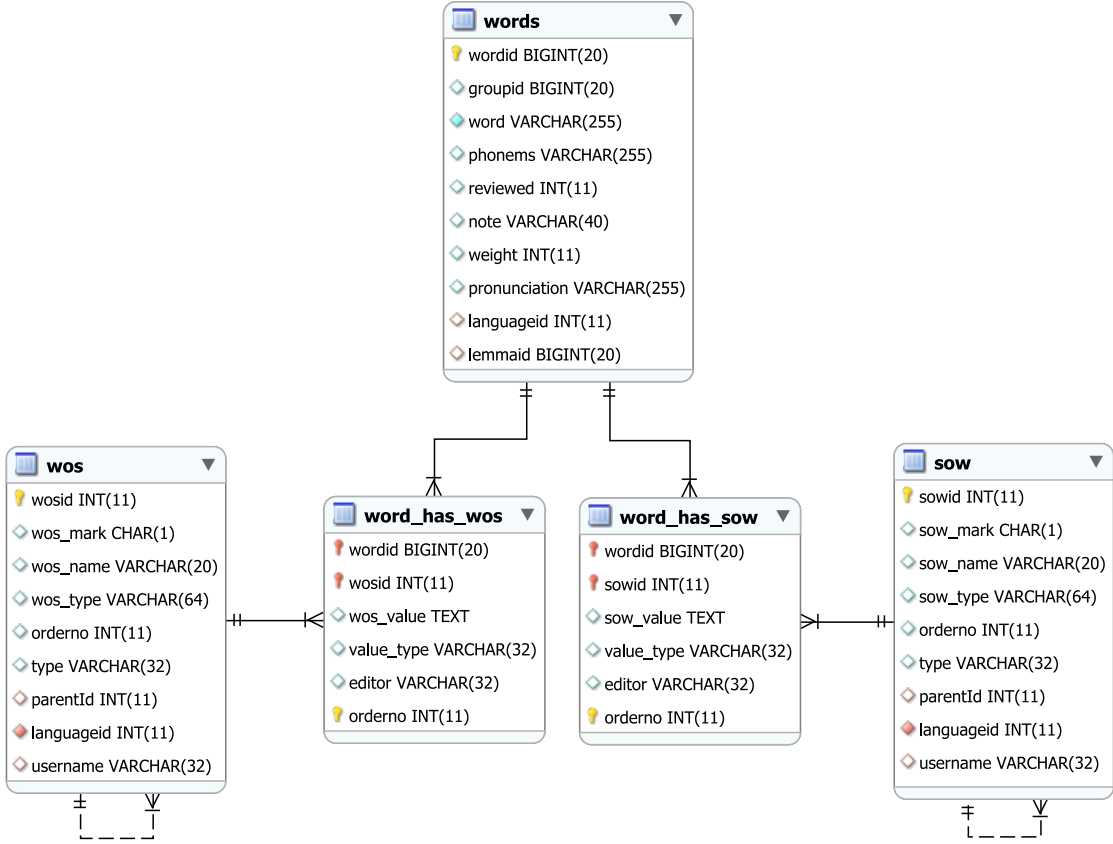 words
wordid BIGINT(20)
groupid BIGINT(20)
word VARCHAR(255)
phonems VARCHAR(255)
reviewed INT(11)
note VARCHAR(40)
weight INT(11)
pronunciation VARCHAR(255)
languageid INT(11)
lemmaid BIGINT(20)
wos
wosid INT(11)
wos_mark CHAR(1)
wos_name VARCHAR(20)
wos_type VARCHAR(64)
orderno INT(11)
type VARCHAR(32)
parentId INT(11)
languageid INT(11)
username VARCHAR(32)
word_has_wos
wordid BIGINT(20)
wosid INT(11)
wos_value TEXT
value_type VARCHAR(32)
editor VARCHAR(32)
orderno INT(11)
word_has_sow
wordid BIGINT(20)
sowid INT(11)
sow_value TEXT
value_type VARCHAR(32)
editor VARCHAR(32)
orderno INT(11)
sow
sowid INT(11)
sow_mark CHAR(1)
sow_name VARCHAR(20)
sow_type VARCHAR(64)
orderno INT(11)
type VARCHAR(32)
parentId INT(11)
languageid INT(11)
username VARCHAR(32)